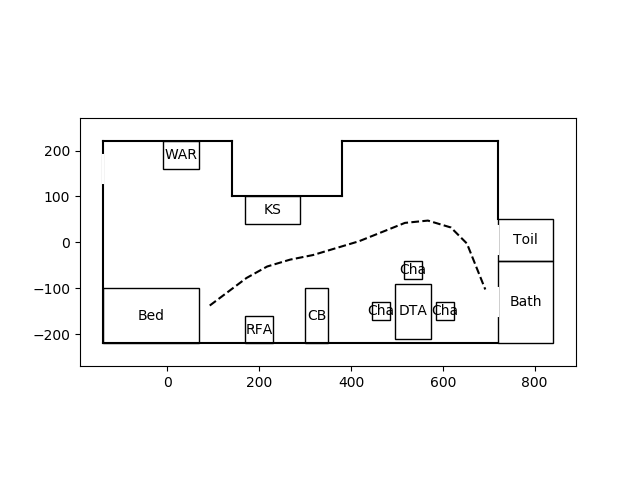 200
100
0
−100
−200
WAR
KS
Toil
Cha
Bed
RFA
CB
Cha
DTA
Cha
Bath
0
200
400
600
800